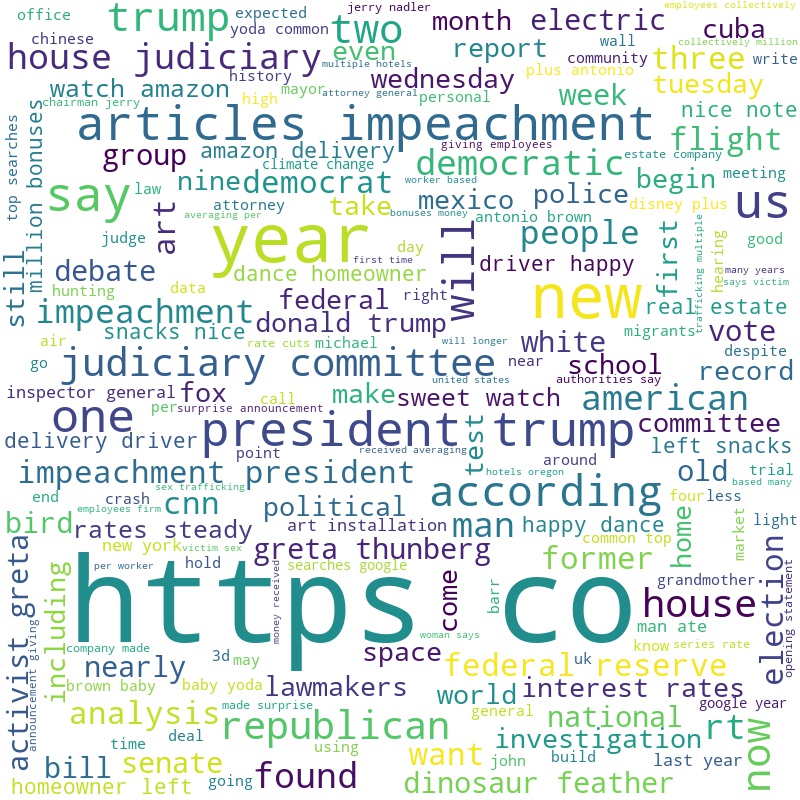 office
trump
expected
yoda common
jerry nadler
two
month
electric
employees collectively
cuba
collectively million
chinese
house judiciary
multiple hotels
even
report
wall
community
three
write
history
watch amazon
attorney general
wednesday
plus antonio
tuesday
chairman jerry
high
mayor
personal
week
nice note
articles impeachment
flight
top searches
million bonuses
group
amazon delivery
giving employees
democratic
estate company
climate change
begin
meeting
say
law
nine
democrat
worker based
mexico
police
disney plus
attorney
take
bonuses money
antonio brown
us
averaging per
art
year
will
people
first
trafficking multiple
hearing
good
judge
day
first time
driver happy
many years
says victim
still
debate
dance homeowner
data
hunting
federal
right
new
real estate
impeachment
snacks nice
donald trump
migrants
vote
air
rate cuts
michael
will longer
white
despite
go
near
judiciary committee
united states
authorities say
school
record
inspector general
fox
call
make
sweet watch
american
per
surprise announcement
one
president trump
test
committee
delivery driver
point
received averaging
around
left snacks
impeachment president
according
hotels oregon
old
trial
based many
end
crash
sex trafficking
cnn
political
four
less
employees firm
man
happy dance
home
market
light
bird
rates steady
art installation
common top
new york
victim sex
greta thunberg
former
election
opening statement
activist greta
announcement giving
including
per worker
hold
money received
searches google
https co
come
barr
grandmother
house
company made
3d
may
space
woman says
man ate
know
series rate
nearly
federal reserve
uk
brown baby
baby yoda
lawmakers
world
interest rates
google year
analysis
made surprise
republican
general
national
rt
now
time
deal
using
want
john
build
investigation
last year
homeowner left
bill
senate
going
found
dinosaur feather